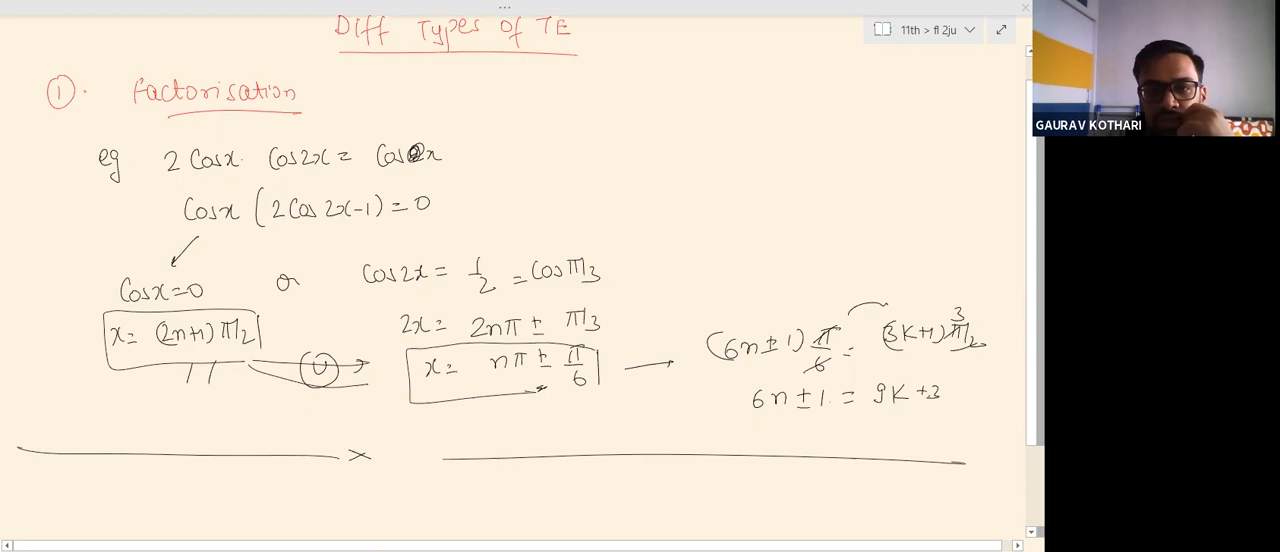 Diff Types of TE
11th > fl 2ju
GAURAV KOTHARI
①. Factorisation
eg 2 Cosx. Cos2x = Cosx
Cosx (2Cos2x-1) = 0
Cosx=0 or Cos2x = 1/2 = Cosπ/3
x = (2n+1)π/2
2x = 2nπ ± π/3
x = nπ ± π/6
(6n±1) π/6 = (3K+1) π/2 3
6n±1 = 9K+3
U